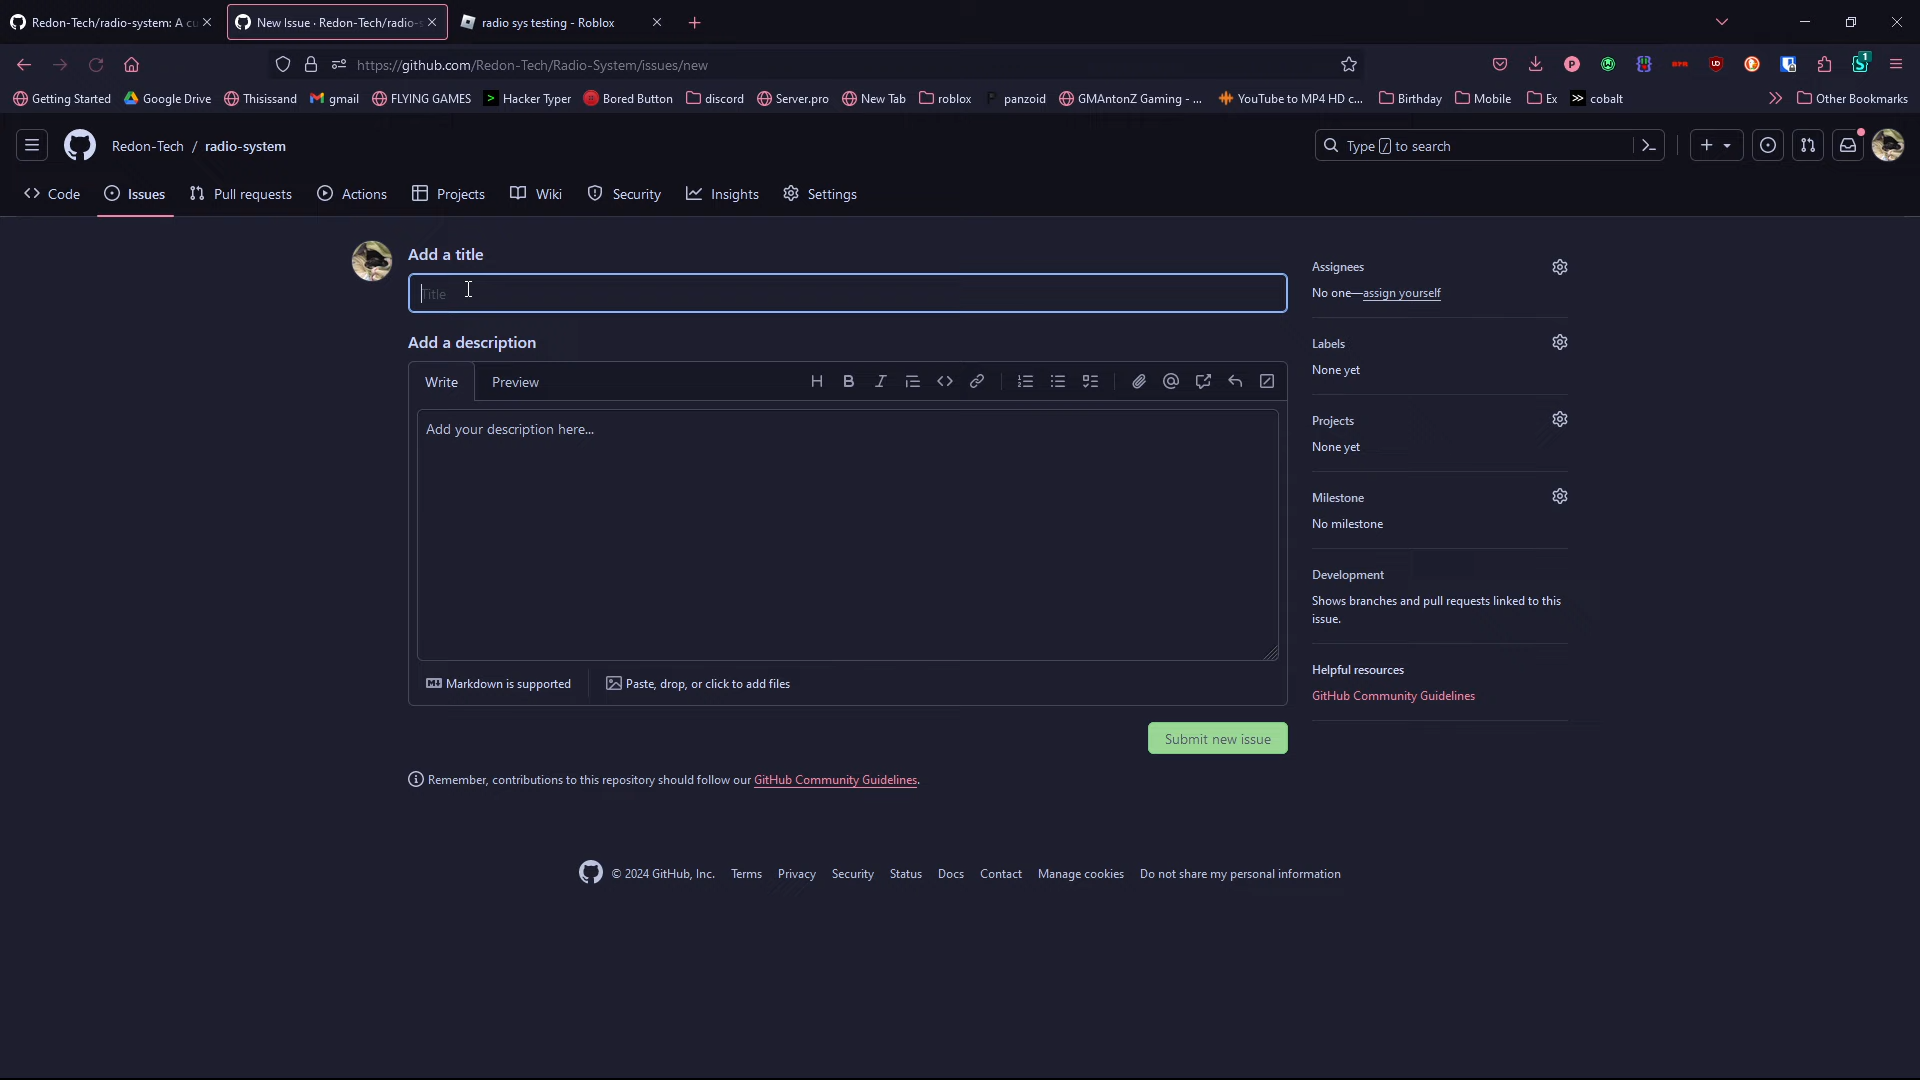 Redon-Tech/radio-system: A cu
New Issue · Redon-Tech/radio-s
radio sys testing - Roblox
https://github.com/Redon-Tech/Radio-System/issues/new
Getting Started
Google Drive
Thisissand
gmail
FLYING GAMES
Hacker Typer
Bored Button
discord
Server.pro
New Tab
roblox
panzoid
GMAntonZ Gaming - ...
YouTube to MP4 HD c...
Birthday
Mobile
Ex
cobalt
Other Bookmarks
Redon-Tech / radio-system
Type / to search
Code
Issues
Pull requests
Actions
Projects
Wiki
Security
Insights
Settings
Add a title
Title
Add a description
Write
Preview
Add your description here...
Markdown is supported
Paste, drop, or click to add files
Submit new issue
Remember, contributions to this repository should follow our GitHub Community Guidelines.
Assignees
No one—assign yourself
Labels
None yet
Projects
None yet
Milestone
No milestone
Development
Shows branches and pull requests linked to this
issue.
Helpful resources
GitHub Community Guidelines
© 2024 GitHub, Inc.
Terms
Privacy
Security
Status
Docs
Contact
Manage cookies
Do not share my personal information